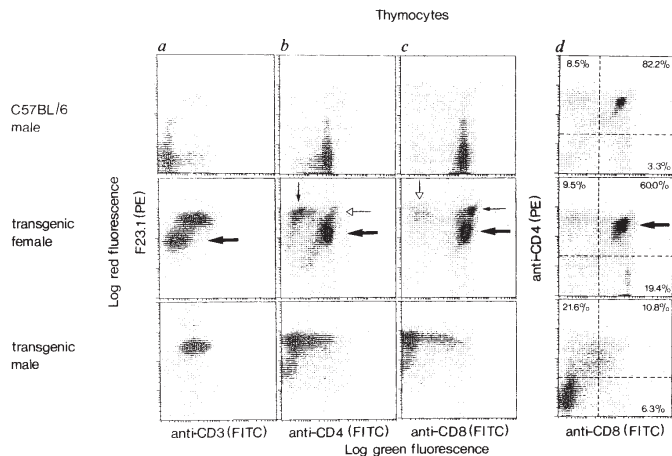 Thymocytes
a
b
c
d
C57BL/6
male
8.5%
82.2%
3.3%
transgenic
female
9.5%
60.0%
19.4%
transgenic
male
21.6%
10.8%
6.3%
Log red fluorescence
F23.1 (PE)
anti-CD4 (PE)
anti-CD3 (FITC)
anti-CD4 (FITC)
anti-CD8 (FITC)
anti-CD8 (FITC)
Log green fluorescence